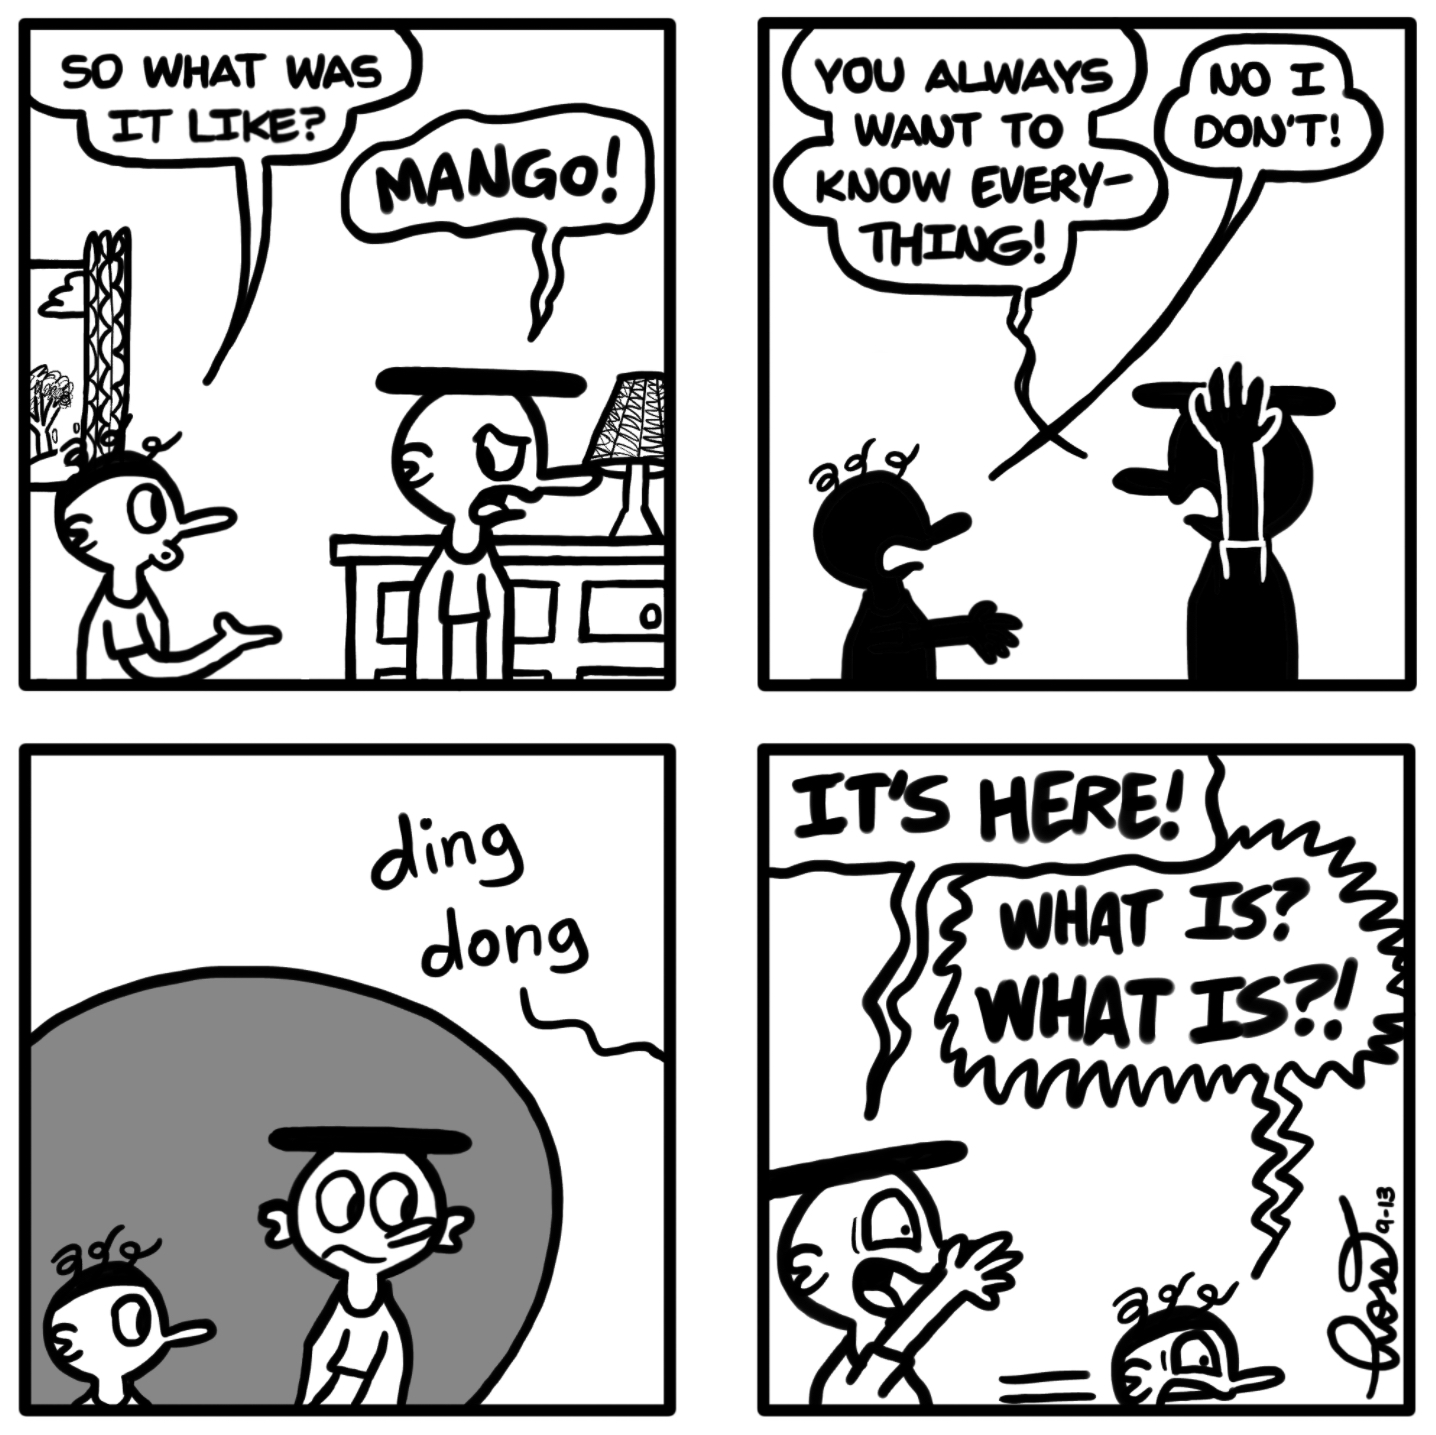 SO WHAT WAS
IT LIKE?
MANGO!
YOU ALWAYS
WANT TO
KNOW EVERY-
THING!
NO I
DON'T!
ding
dong
IT'S HERE!
WHAT IS?
WHAT IS?!
Ross
9-13